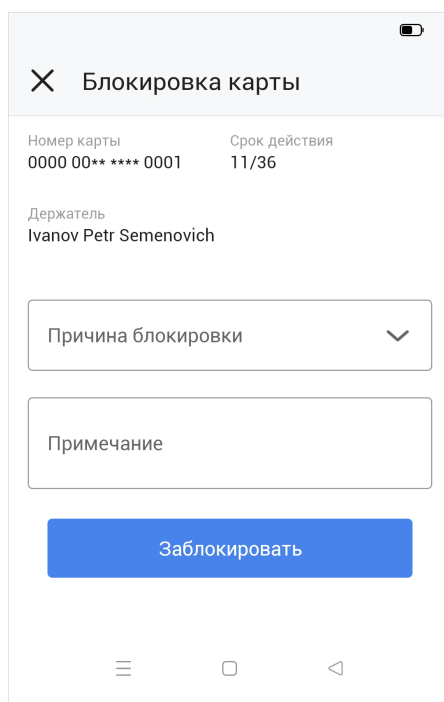 Блокировка карты
Номер карты Срок действия
0000 00** **** 0001 11/36
Держатель
Ivanov Petr Semenovich
Причина блокировки
Примечание
Заблокировать